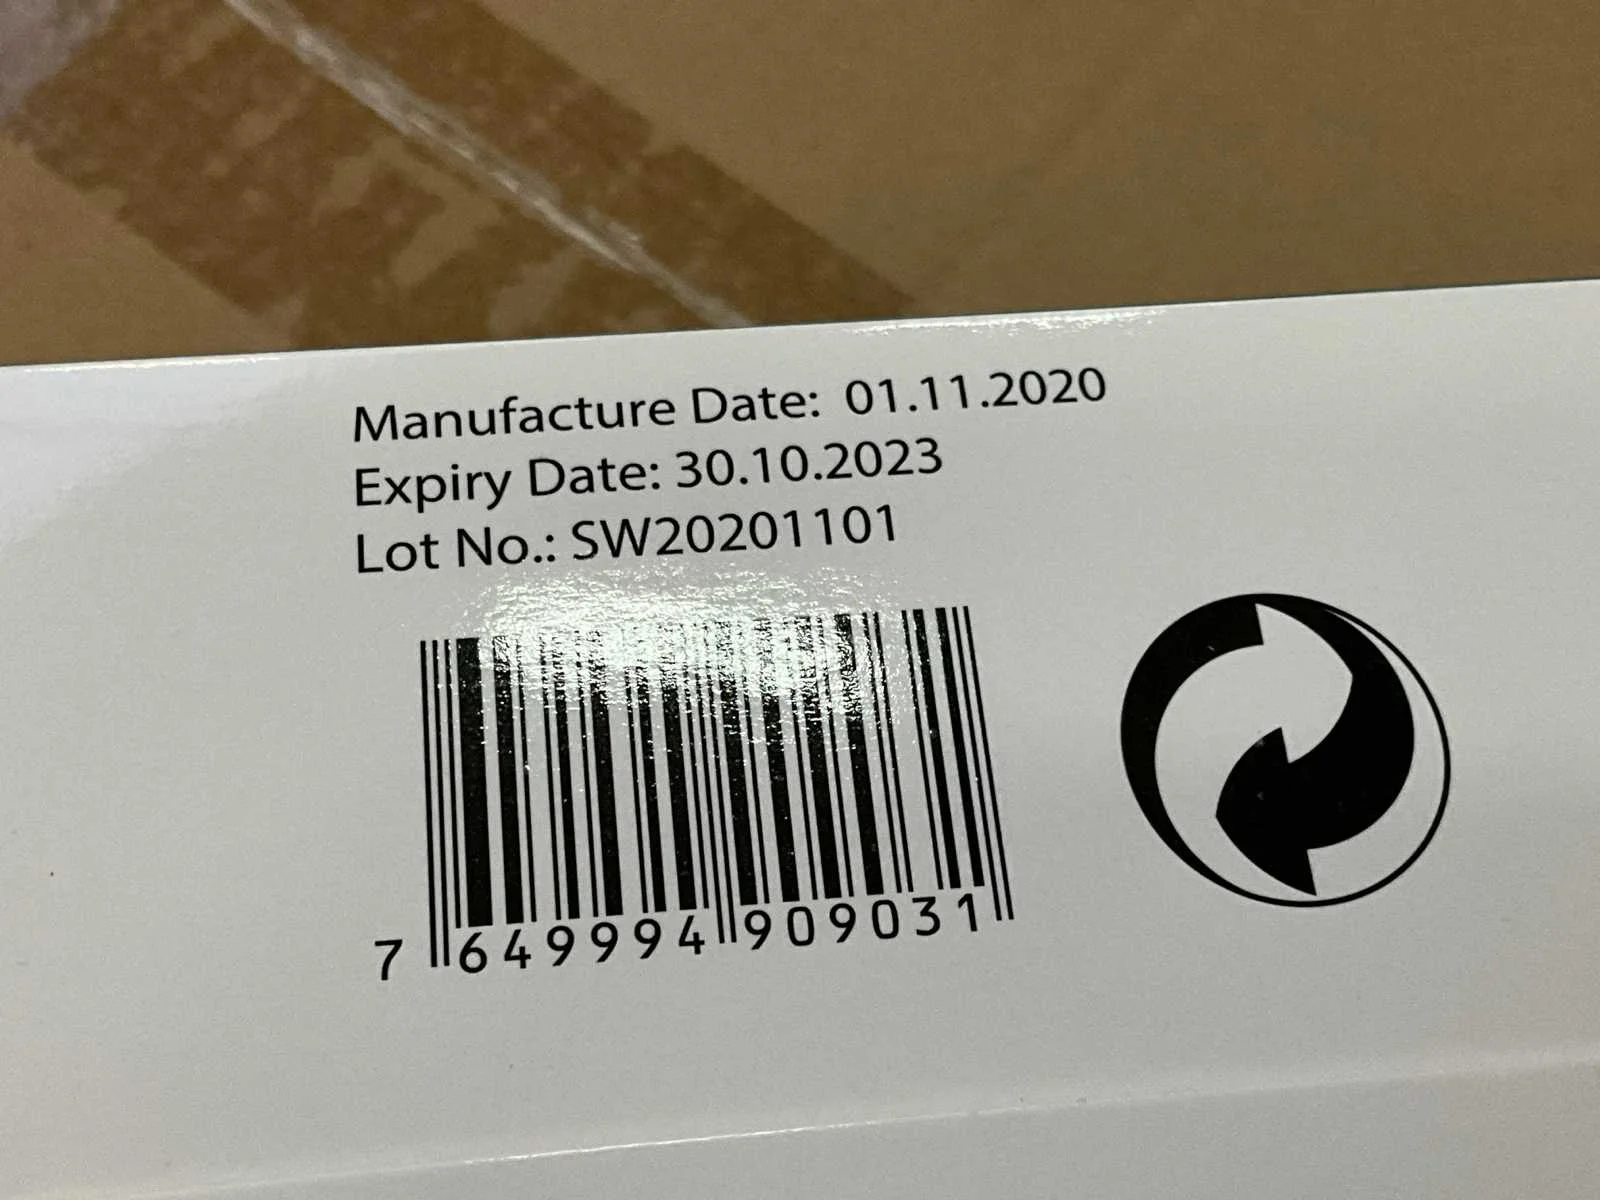 Manufacture Date: 01.11.2020
Expiry Date: 30.10.2023
Lot No.: SW20201101
7 649994 909031